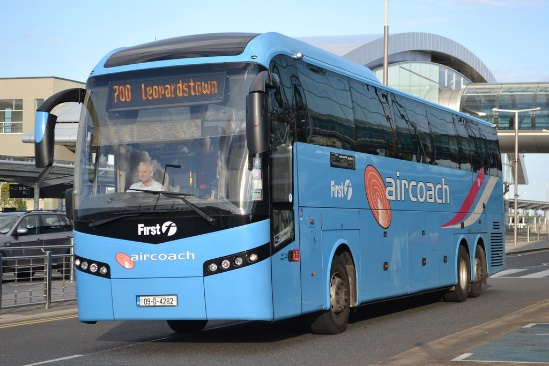 700 Leopardstown
First
aircoach
09-D-4282
First
aircoach